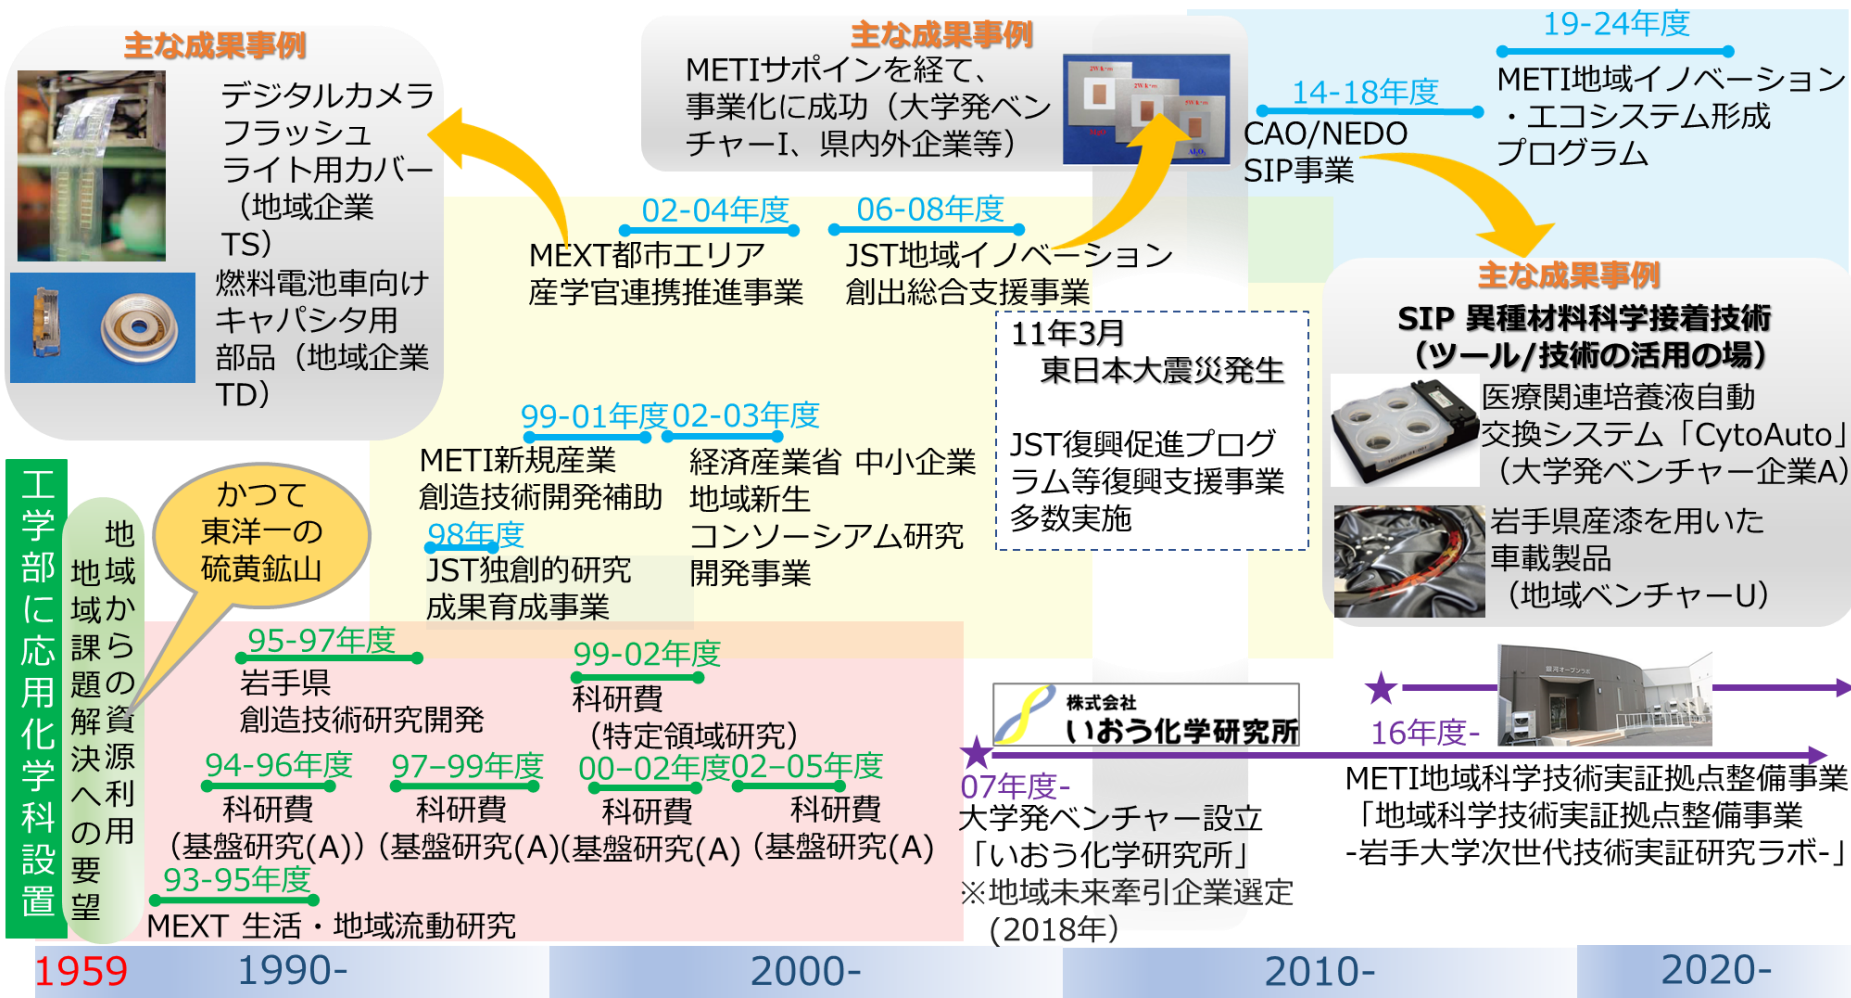 主な成果事例
デジタルカメラ
フラッシュ
ライト用カバー
（地域企業
TS）
燃料電池車向け
キャパシタ用
部品（地域企業
TD）
主な成果事例
METIサポインを経て、
事業化に成功（大学発ベン
チャーI、県内外企業等）
14-18年度
CAO/NEDO
SIP事業
19-24年度
METI地域イノベーション
・エコシステム形成
プログラム
02-04年度
MEXT都市エリア
産学官連携推進事業
06-08年度
JST地域イノベーション
創出総合支援事業
11年3月
東日本大震災発生
JST復興促進プログ
ラム等復興支援事業
多数実施
主な成果事例
SIP 異種材料科学接着技術
（ツール/技術の活用の場）
医療関連培養液自動
交換システム「CytoAuto」
（大学発ベンチャー企業A）
岩手県産漆を用いた
車載製品
（地域ベンチャーU）
99-01年度
METI新規産業
創造技術開発補助
02-03年度
経済産業省 中小企業
地域新生
コンソーシアム研究
開発事業
98年度
JST独創的研究
成果育成事業
工学部に応用化学科設置
地域からの資源利用
地域課題解決への要望
かつて
東洋一の
硫黄鉱山
95-97年度
岩手県
創造技術研究開発
99-02年度
科研費
（特定領域研究）
94-96年度
科研費
（基盤研究(A)）
97–99年度
科研費
（基盤研究(A)
00–02年度
科研費
（基盤研究(A)
02–05年度
科研費
（基盤研究(A)
93-95年度
MEXT 生活・地域流動研究
株式会社
いおう化学研究所
07年度-
大学発ベンチャー設立
「いおう化学研究所」
※地域未来牽引企業選定
（2018年）
銀河オープンラボ
16年度-
METI地域科学技術実証拠点整備事業
「地域科学技術実証拠点整備事業
-岩手大学次世代技術実証研究ラボ-」
1959
1990-
2000-
2010-
2020-